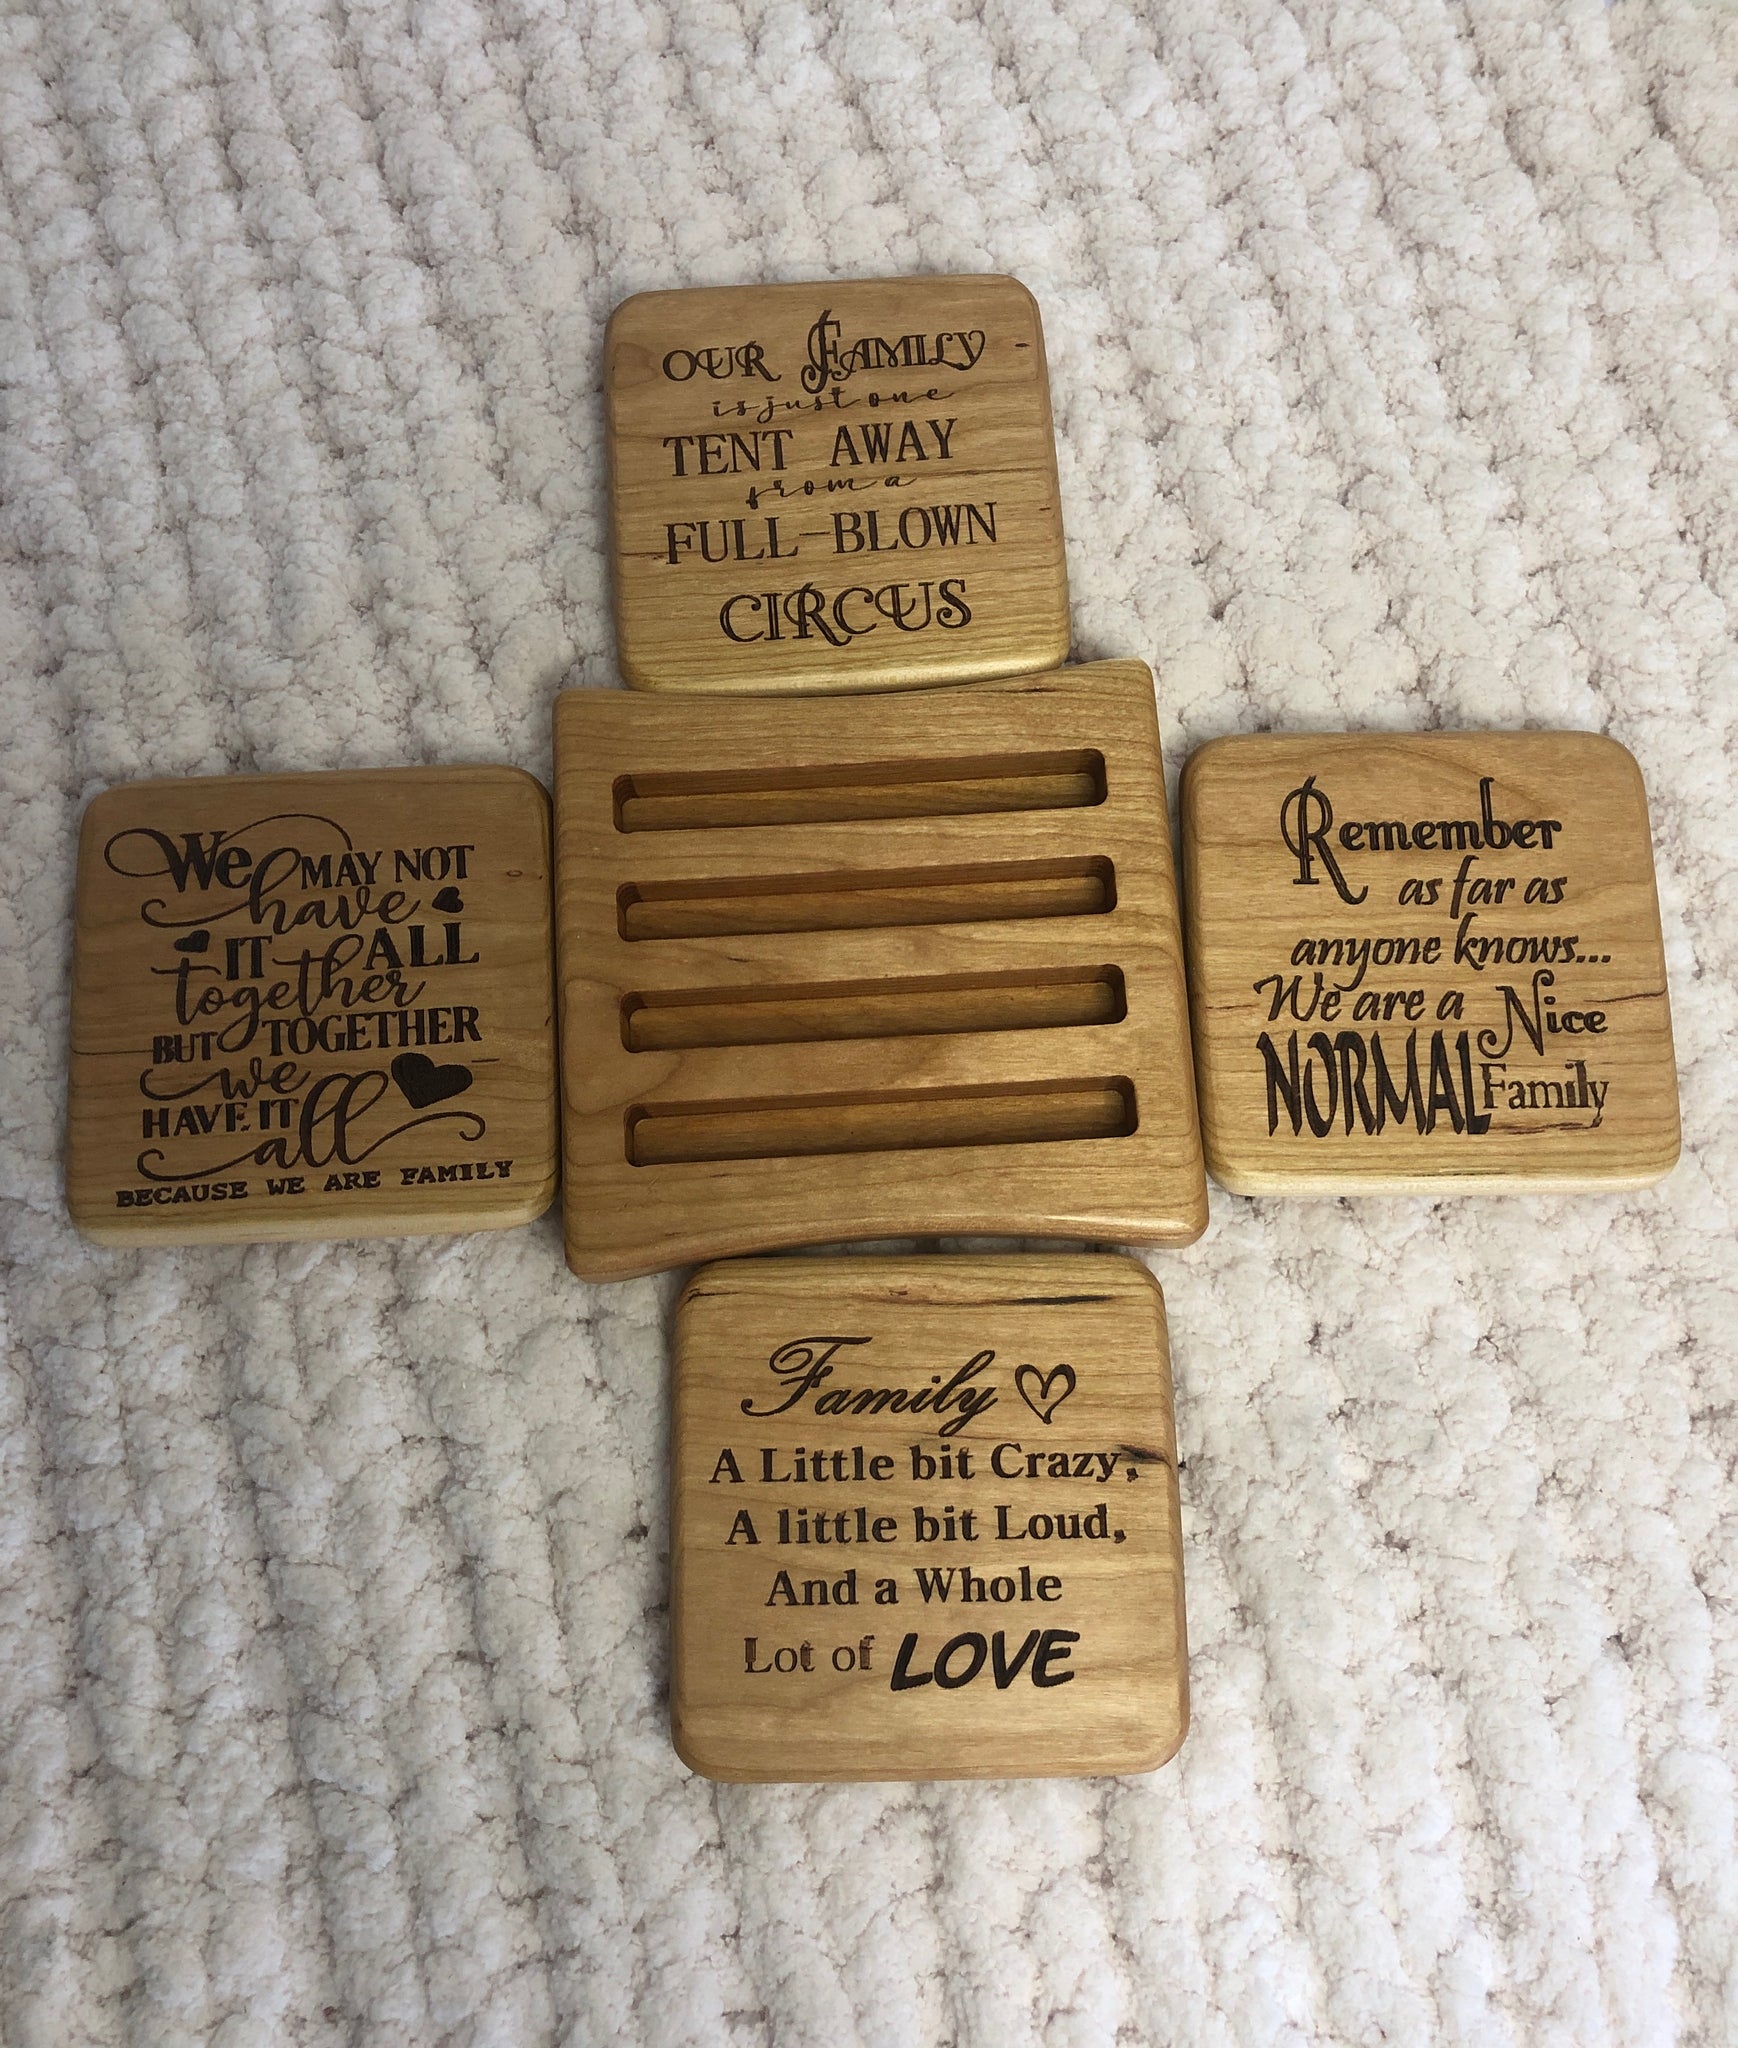 OUR FAMILY
is just one
TENT AWAY
from a
FULL-BLOWN
CIRCUS
We MAY NOT
have
IT ALL
together
BUT TOGETHER
we
HAVE IT
all
BECAUSE WE ARE FAMILY
Remember
as far as
anyone knows...
We are a Nice
NORMAL Family
Family
A Little bit Crazy,
A little bit Loud,
And a Whole
Lot of LOVE